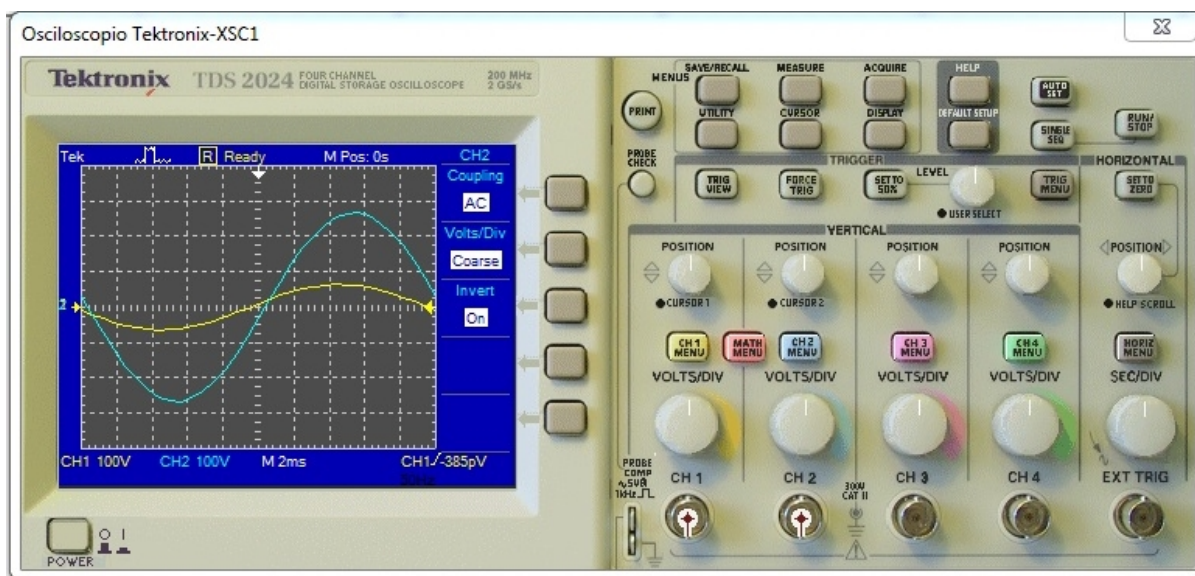 Osciloscopio Tektronix-XSC1
Tektronix TDS 2024 FOUR CHANNEL DIGITAL STORAGE OSCILLOSCOPE 200 MHz 2 GS/s
Tek R Ready M Pos: 0s CH2
Coupling
AC
Volts/Div
Coarse
Invert
On
2
CH1 100V CH2 100V M 2ms CH1 -385pV
POWER
O I
PRINT
MENUS
SAVE/RECALL MEASURE ACQUIRE
UTILITY CURSOR DISPLAY
HELP
DEFAULT SETUP
AUTO SET
SINGLE SEQ
RUN/ STOP
PROBE CHECK
TRIGGER
TRIG VIEW
FORCE TRIG
SET TO 50%
LEVEL
USER SELECT
TRIG MENU
HORIZONTAL
SET TO ZERO
VERTICAL
POSITION POSITION POSITION POSITION POSITION
CURSOR 1 CURSOR 2 HELP SCROLL
CH 1 MENU
MATH MENU
CH 2 MENU
CH 3 MENU
CH 4 MENU
HORIZ MENU
VOLTS/DIV VOLTS/DIV VOLTS/DIV VOLTS/DIV SEC/DIV
PROBE COMP
~5V@
1kHz
CH 1 CH 2 CH 3 CH 4 EXT TRIG
300V CAT II